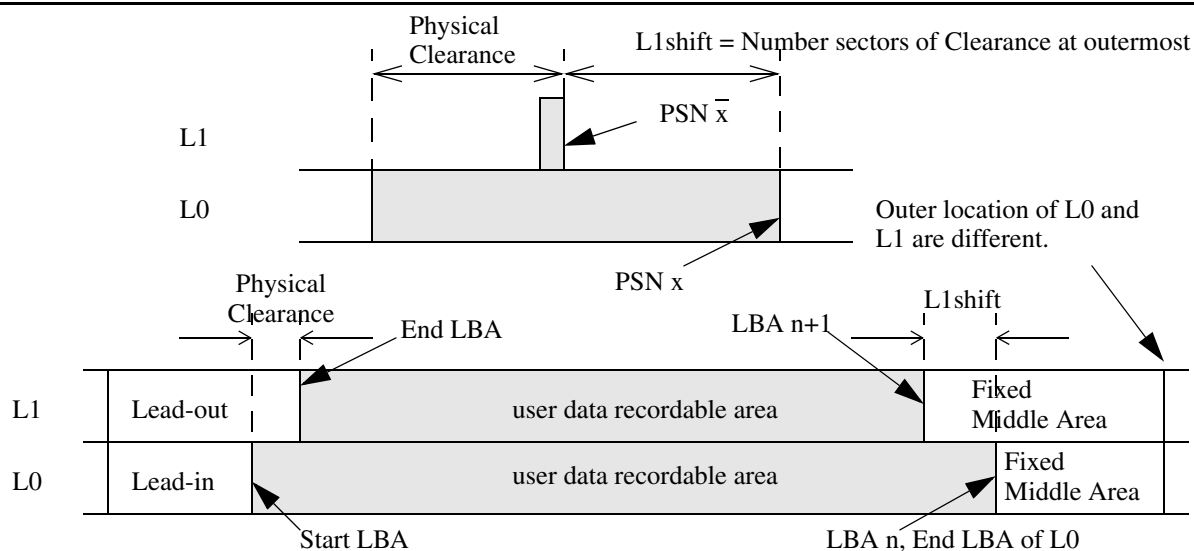 Physical
Clearance
L1shift = Number sectors of Clearance at outermost
PSN x̅
L1
L0
Outer location of L0 and
L1 are different.
PSN x
Physical
Clearance
L1shift
End LBA
LBA n+1
L1
Lead-out
user data recordable area
Fixed
Middle Area
L0
Lead-in
user data recordable area
Fixed
Middle Area
Start LBA
LBA n, End LBA of L0